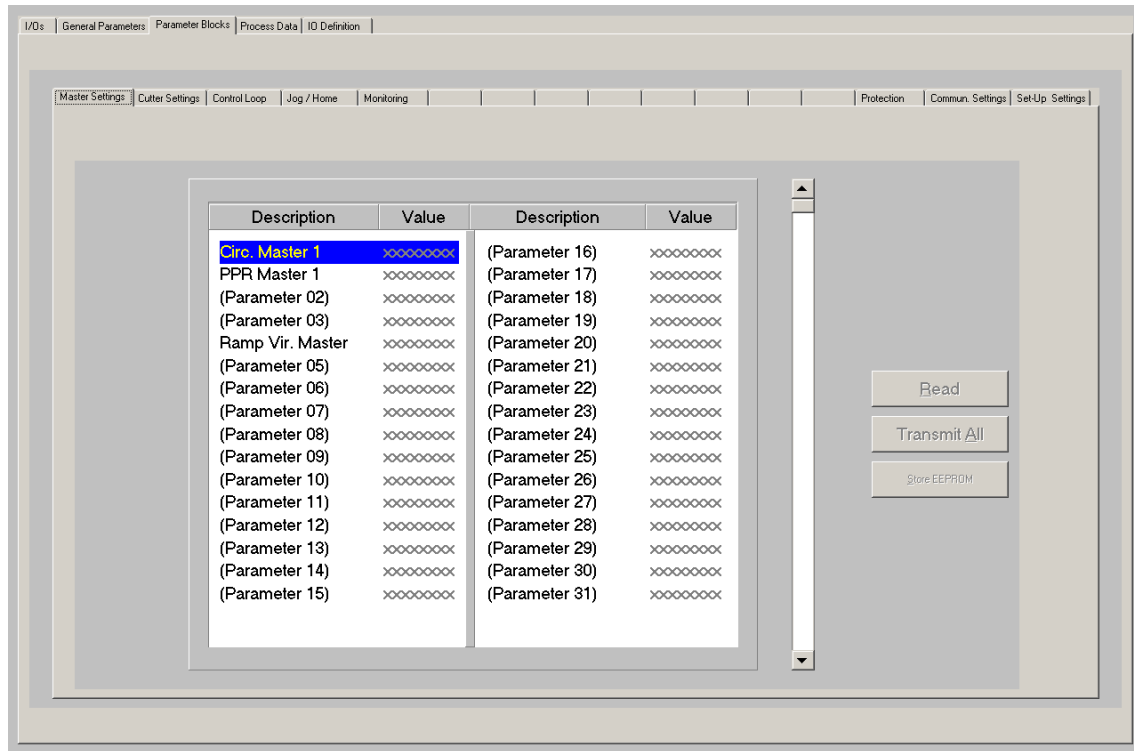 I/Os General Parameters Parameter Blocks Process Data IO Definition
Master Settings Cutter Settings Control Loop Jog / Home Monitoring Protection Commun. Settings Set-Up Settings
Description Value Description Value
Circ. Master 1 xxxxxxxx (Parameter 16) xxxxxxxx
PPR Master 1 xxxxxxxx (Parameter 17) xxxxxxxx
(Parameter 02) xxxxxxxx (Parameter 18) xxxxxxxx
(Parameter 03) xxxxxxxx (Parameter 19) xxxxxxxx
Ramp Vir. Master xxxxxxxx (Parameter 20) xxxxxxxx
(Parameter 05) xxxxxxxx (Parameter 21) xxxxxxxx
(Parameter 06) xxxxxxxx (Parameter 22) xxxxxxxx
(Parameter 07) xxxxxxxx (Parameter 23) xxxxxxxx
(Parameter 08) xxxxxxxx (Parameter 24) xxxxxxxx
(Parameter 09) xxxxxxxx (Parameter 25) xxxxxxxx
(Parameter 10) xxxxxxxx (Parameter 26) xxxxxxxx
(Parameter 11) xxxxxxxx (Parameter 27) xxxxxxxx
(Parameter 12) xxxxxxxx (Parameter 28) xxxxxxxx
(Parameter 13) xxxxxxxx (Parameter 29) xxxxxxxx
(Parameter 14) xxxxxxxx (Parameter 30) xxxxxxxx
(Parameter 15) xxxxxxxx (Parameter 31) xxxxxxxx
Read
Transmit All
Store EEPROM